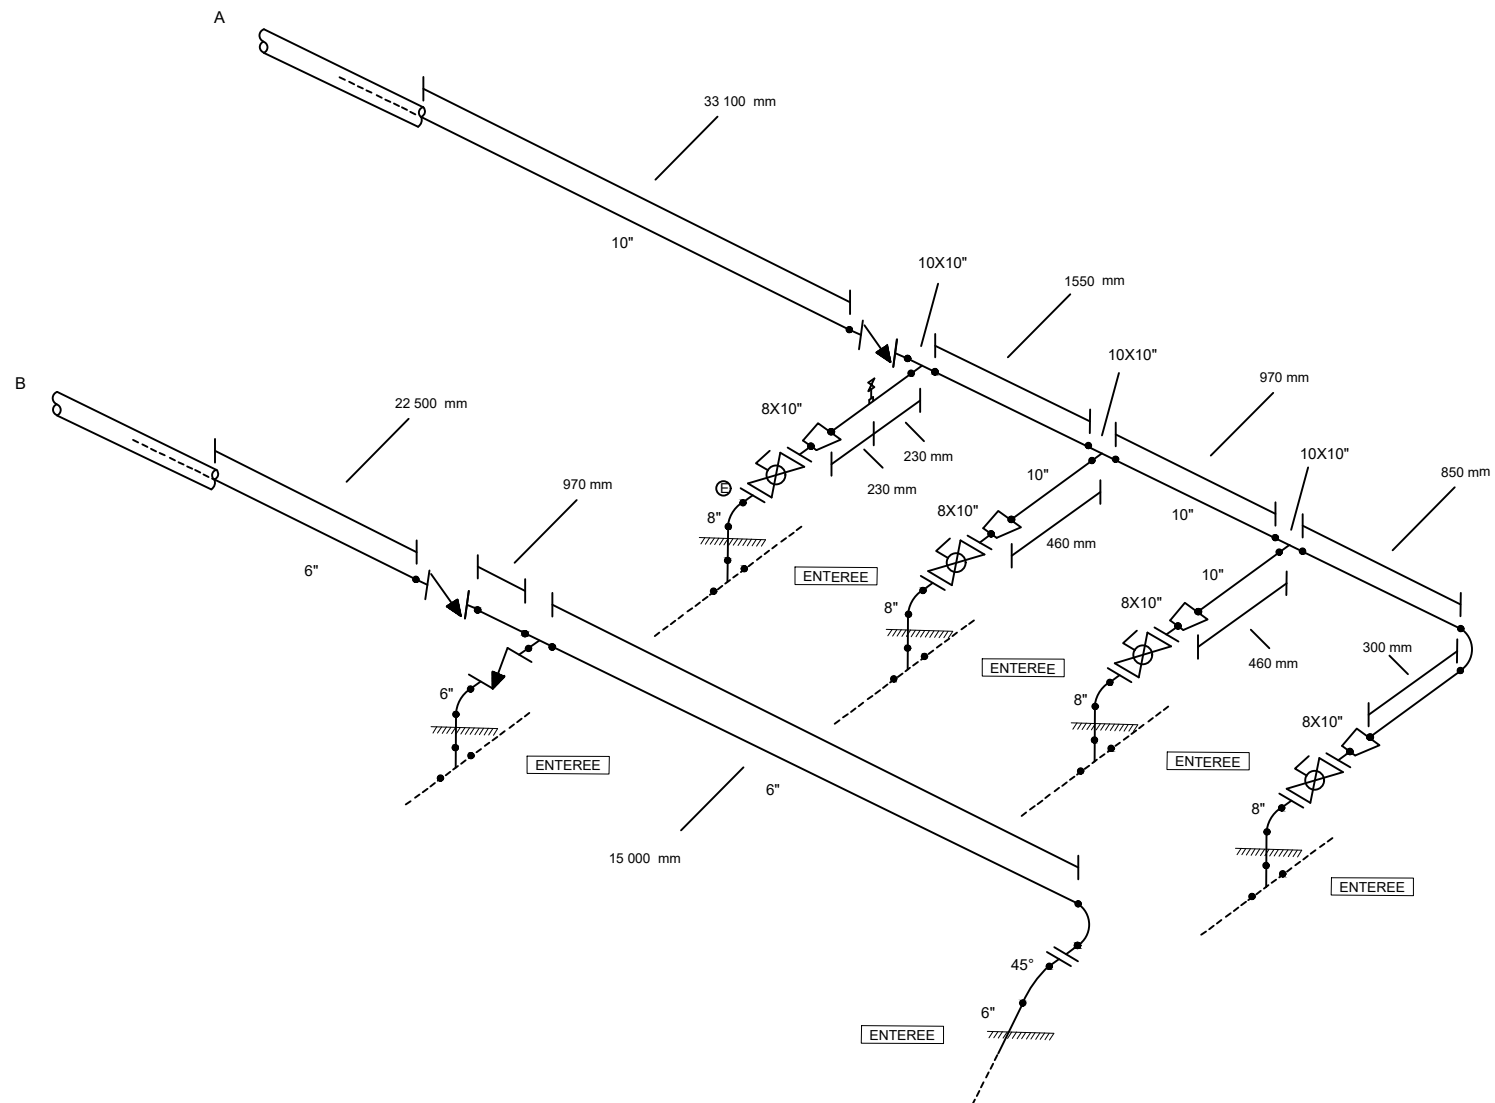 A
33 100 mm
10"
10X10"
1550 mm
10X10"
970 mm
10X10"
850 mm
B
22 500 mm
6"
970 mm
8X10"
230 mm
230 mm
E
8"
ENTEREE
10"
8X10"
460 mm
8"
ENTEREE
10"
10"
8X10"
460 mm
8"
ENTEREE
300 mm
8X10"
8"
ENTEREE
6"
ENTEREE
6"
15 000 mm
45°
6"
ENTEREE